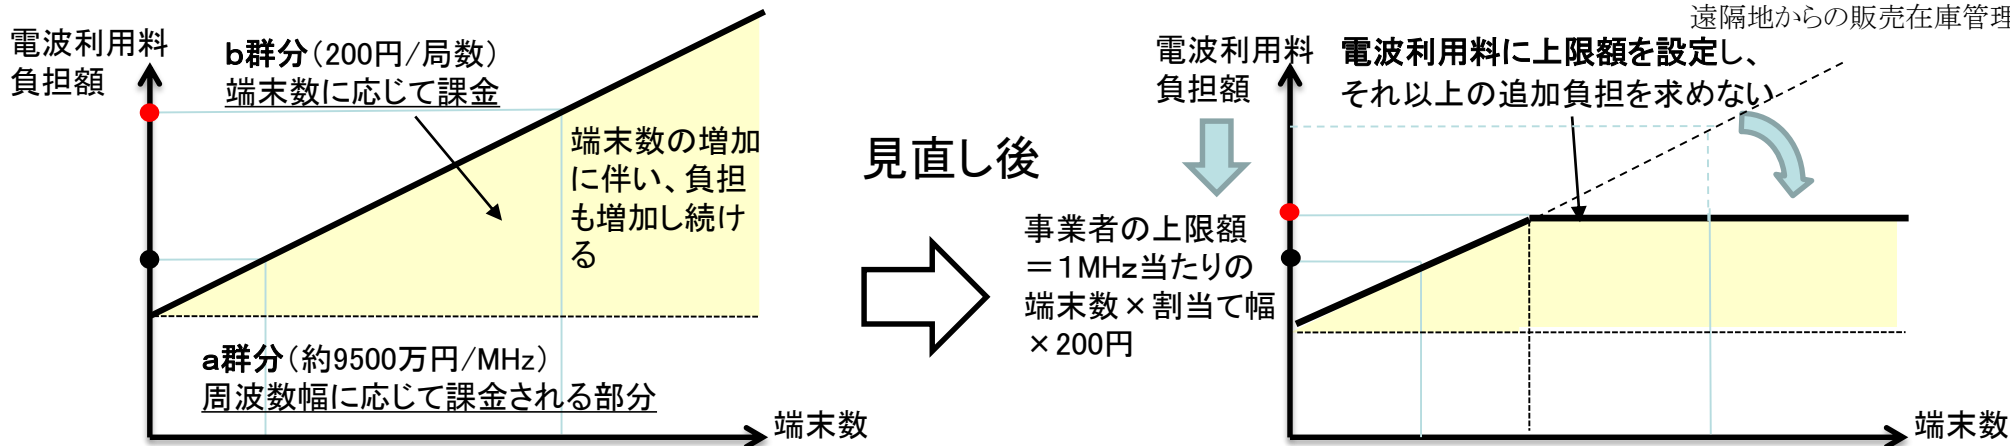 遠隔地からの販売在庫管理
電波利用料
負担額
b群分(200円/局数)
端末数に応じて課金
端末数の増加
に伴い、負担
も増加し続け
る
a群分(約9500万円/MHz)
周波数幅に応じて課金される部分
端末数
見直し後
電波利用料
負担額
電波利用料に上限額を設定し、
それ以上の追加負担を求めない
事業者の上限額
=1MHz当たりの
端末数×割当て幅
×200円
端末数